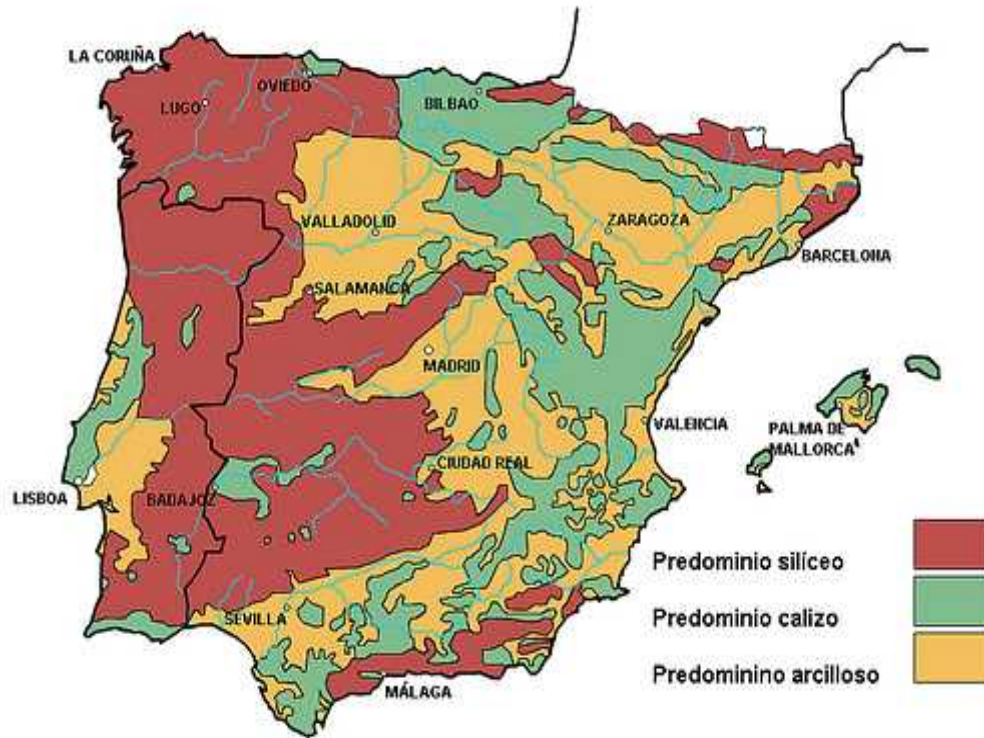 LA CORUÑA
OVIEDO
LUGO
BILBAO
VALLADOLID
ZARAGOZA
BARCELONA
SALAMANCA
MADRID
VALENCIA
PALMA DE
MALLORCA
CIUDAD REAL
LISBOA
BADAJOZ
SEVILLA
MÁLAGA
Predominio silíceo
Predominio calizo
Predominino arcilloso